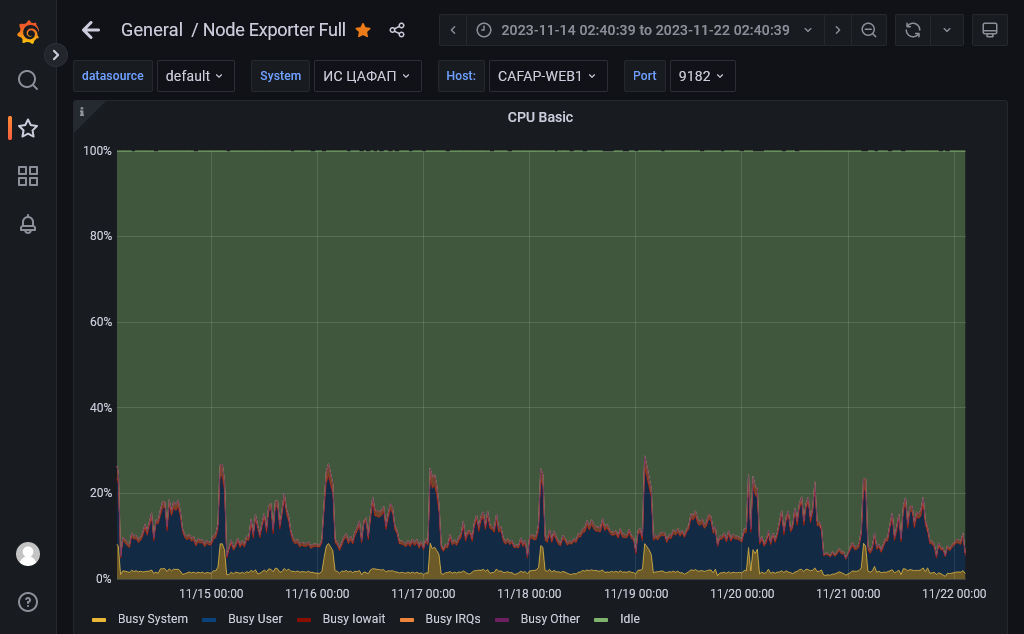 General / Node Exporter Full
2023-11-14 02:40:39 to 2023-11-22 02:40:39
datasource default System ИС ЦАФАП Host: CAFAP-WEB1 Port 9182
i
CPU Basic
100%
80%
60%
40%
20%
0%
11/15 00:00 11/16 00:00 11/17 00:00 11/18 00:00 11/19 00:00 11/20 00:00 11/21 00:00 11/22 00:00
Busy System Busy User Busy Iowait Busy IRQs Busy Other Idle